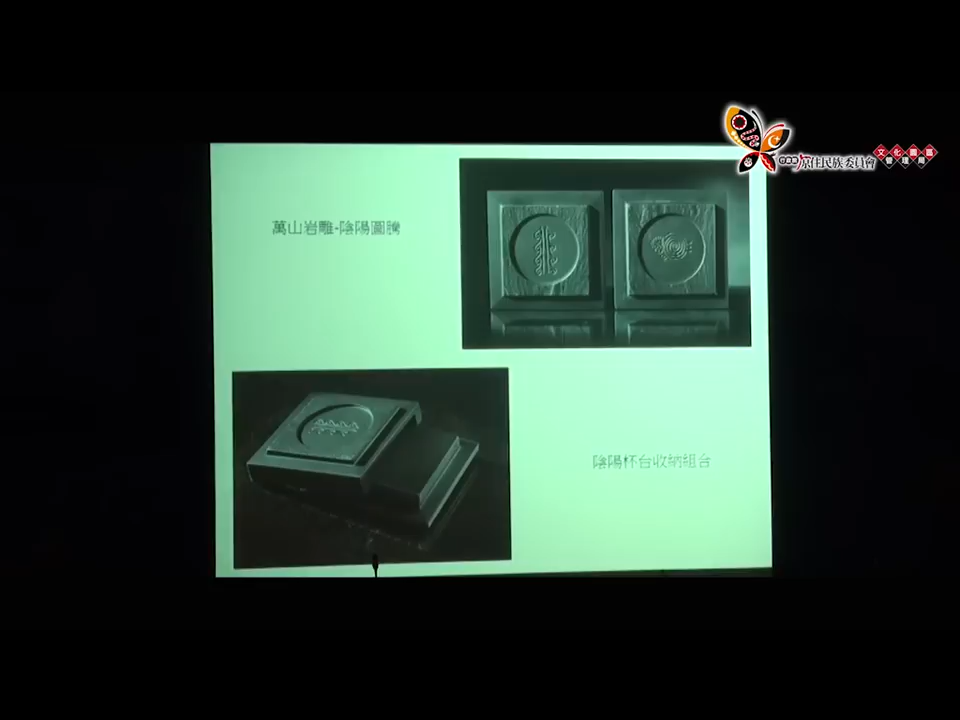 原住民族委員會
文化園區
管理局
萬山岩雕-陰陽圖騰
陰陽杯台收納組合